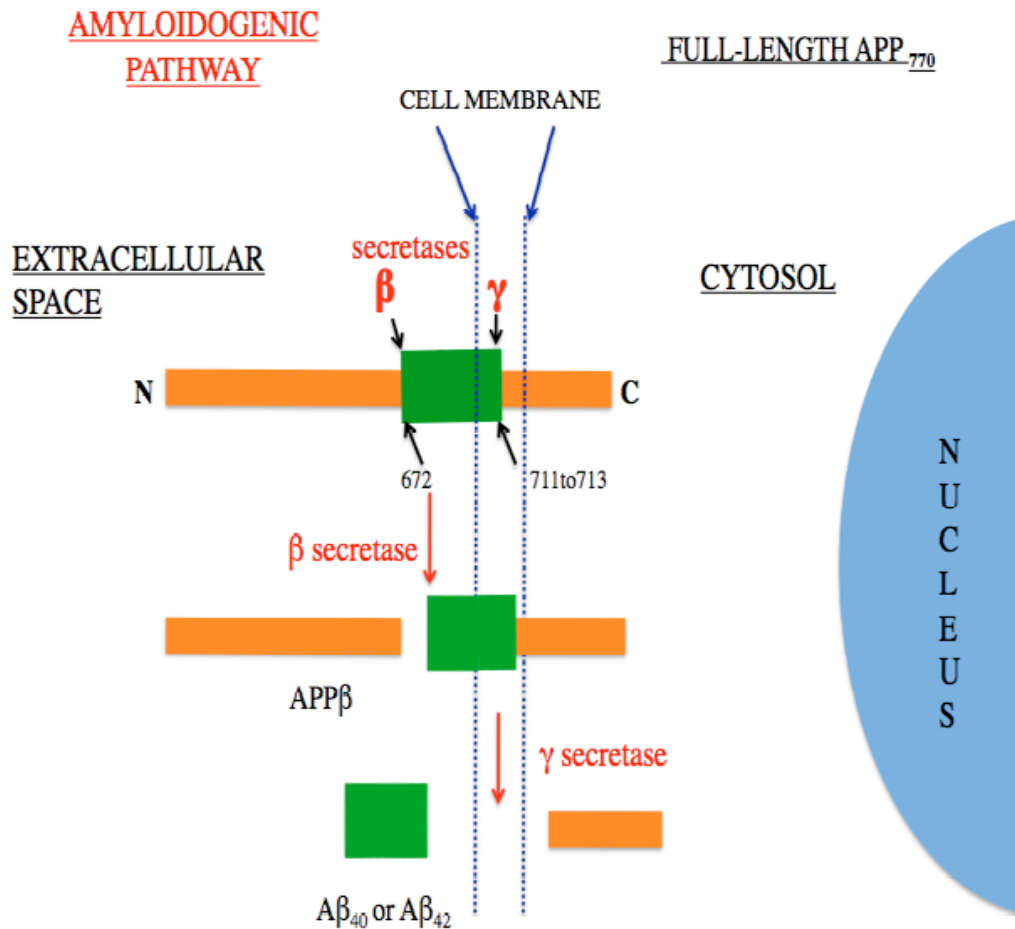 AMYLOIDOGENIC
PATHWAY
FULL-LENGTH APP 770
CELL MEMBRANE
EXTRACELLULAR
SPACE
secretases
β
γ
CYTOSOL
N
C
672
711to713
β secretase
APPβ
γ secretase
Aβ40 or Aβ42
N
U
C
L
E
U
S